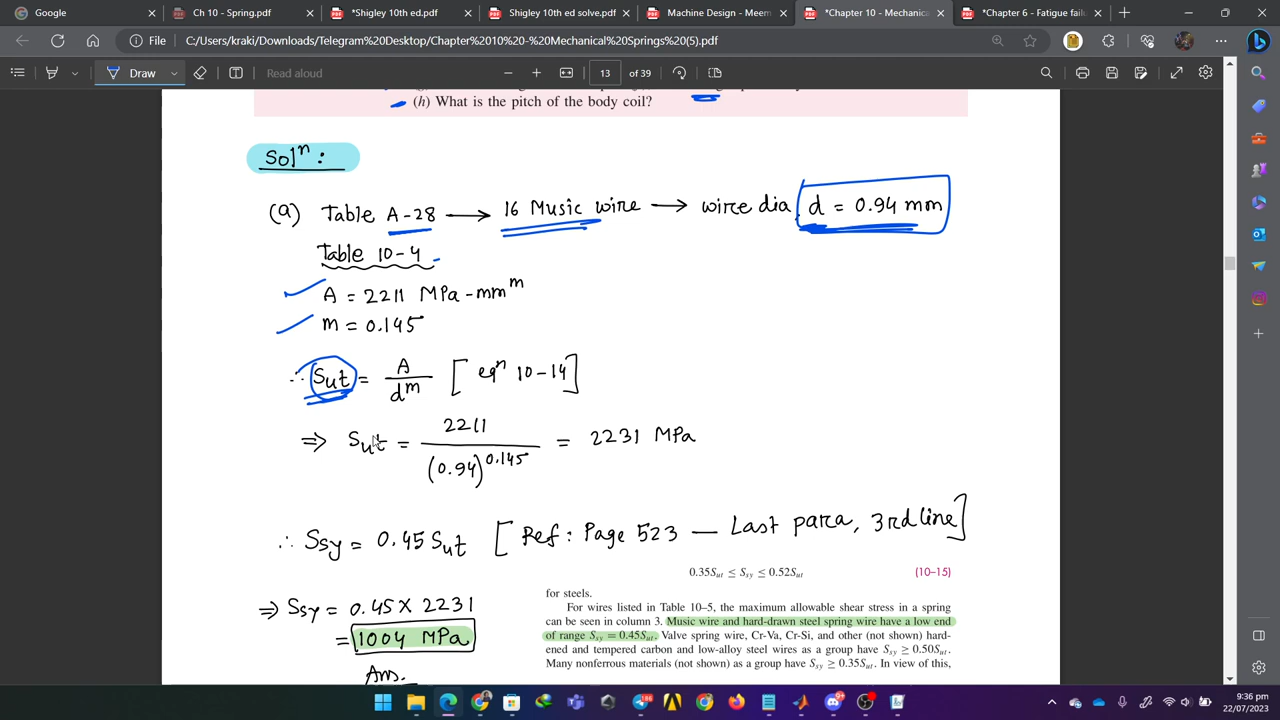 Google
Ch 10 - Spring.pdf
*Shigley 10th ed.pdf
Shigley 10th ed solve.pdf
Machine Design - Meem
*Chapter 10 - Mechanica
*Chapter 6 - Fatigue faile
File
C:/Users/kraki/Downloads/Telegram%20Desktop/Chapter%2010%20-%20Mechanical%20Springs%20(5).pdf
Draw
Read aloud
13 of 39
(h) What is the pitch of the body coil?
Solⁿ :
(a) Table A-28 → 16 Music wire → wire dia, d = 0.94 mm
Table 10-4
A = 2211 MPa-mmᵐ
m = 0.145
∴ Sut = A/dᵐ [eqⁿ 10-14]
⇒ Sut = 2211/(0.94)^0.145 = 2231 MPa
∴ Ssy = 0.45 Sut [Ref: Page 523 — Last para, 3rd line]
0.35Sut ≤ Ssy ≤ 0.52Sut (10–15)
⇒ Ssy = 0.45 × 2231
= 1004 MPa
Ans.
for steels.
For wires listed in Table 10–5, the maximum allowable shear stress in a spring
can be seen in column 3. Music wire and hard-drawn steel spring wire have a low end
of range Ssy = 0.45Sut. Valve spring wire, Cr-Va, Cr-Si, and other (not shown) hard-
ened and tempered carbon and low-alloy steel wires as a group have Ssy ≥ 0.50Sut.
Many nonferrous materials (not shown) as a group have Ssy ≥ 0.35Sut. In view of this,
9:36 pm
22/07/2023